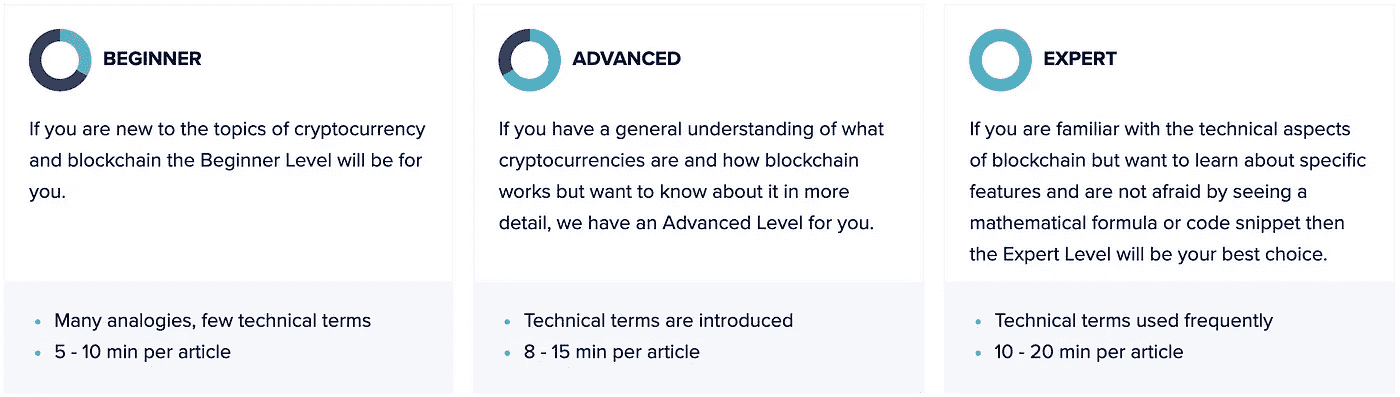 BEGINNER
If you are new to the topics of cryptocurrency
and blockchain the Beginner Level will be for
you.
• Many analogies, few technical terms
• 5 - 10 min per article
ADVANCED
If you have a general understanding of what
cryptocurrencies are and how blockchain
works but want to know about it in more
detail, we have an Advanced Level for you.
• Technical terms are introduced
• 8 - 15 min per article
EXPERT
If you are familiar with the technical aspects
of blockchain but want to learn about specific
features and are not afraid by seeing a
mathematical formula or code snippet then
the Expert Level will be your best choice.
• Technical terms used frequently
• 10 - 20 min per article